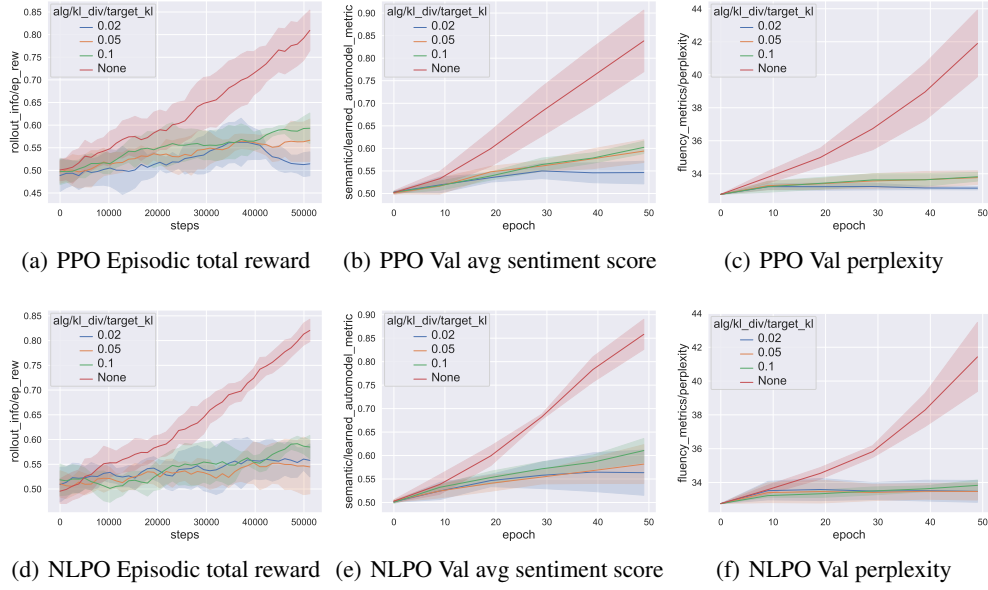 alg/kl_div/target_kl
0.02
0.05
0.1
None
rollout_info/ep_rew
0.85
0.80
0.75
0.70
0.65
0.60
0.55
0.50
0.45
0 10000 20000 30000 40000 50000
steps
(a) PPO Episodic total reward
alg/kl_div/target_kl
0.02
0.05
0.1
None
semantic/learned_automodel_metric
0.90
0.85
0.80
0.75
0.70
0.65
0.60
0.55
0.50
0 10 20 30 40 50
epoch
(b) PPO Val avg sentiment score
alg/kl_div/target_kl
0.02
0.05
0.1
None
fluency_metrics/perplexity
44
42
40
38
36
34
0 10 20 30 40 50
epoch
(c) PPO Val perplexity
alg/kl_div/target_kl
0.02
0.05
0.1
None
rollout_info/ep_rew
0.85
0.80
0.75
0.70
0.65
0.60
0.55
0.50
0 10000 20000 30000 40000 50000
steps
(d) NLPO Episodic total reward
alg/kl_div/target_kl
0.02
0.05
0.1
None
semantic/learned_automodel_metric
0.90
0.85
0.80
0.75
0.70
0.65
0.60
0.55
0.50
0 10 20 30 40 50
epoch
(e) NLPO Val avg sentiment score
alg/kl_div/target_kl
0.02
0.05
0.1
None
fluency_metrics/perplexity
44
42
40
38
36
34
0 10 20 30 40 50
epoch
(f) NLPO Val perplexity